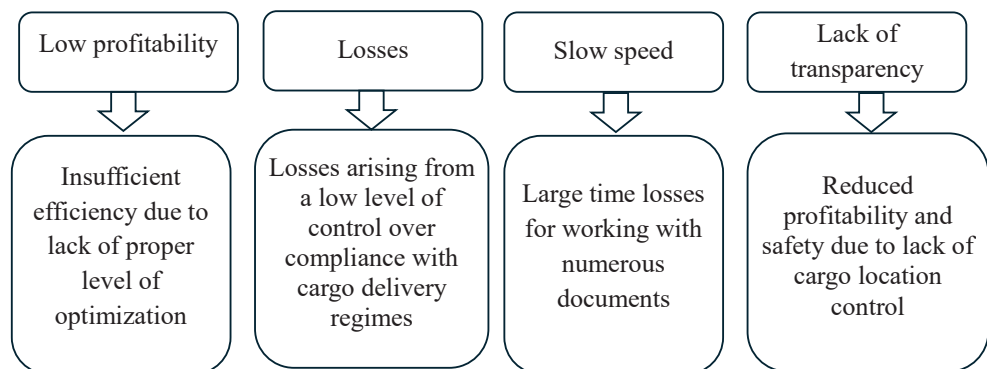 Low profitability
Losses
Slow speed
Lack of
transparency
Insufficient
efficiency due to
lack of proper
level of
optimization
Losses arising from
a low level of
control over
compliance with
cargo delivery
regimes
Large time losses
for working with
numerous
documents
Reduced
profitability and
safety due to lack of
cargo location
control